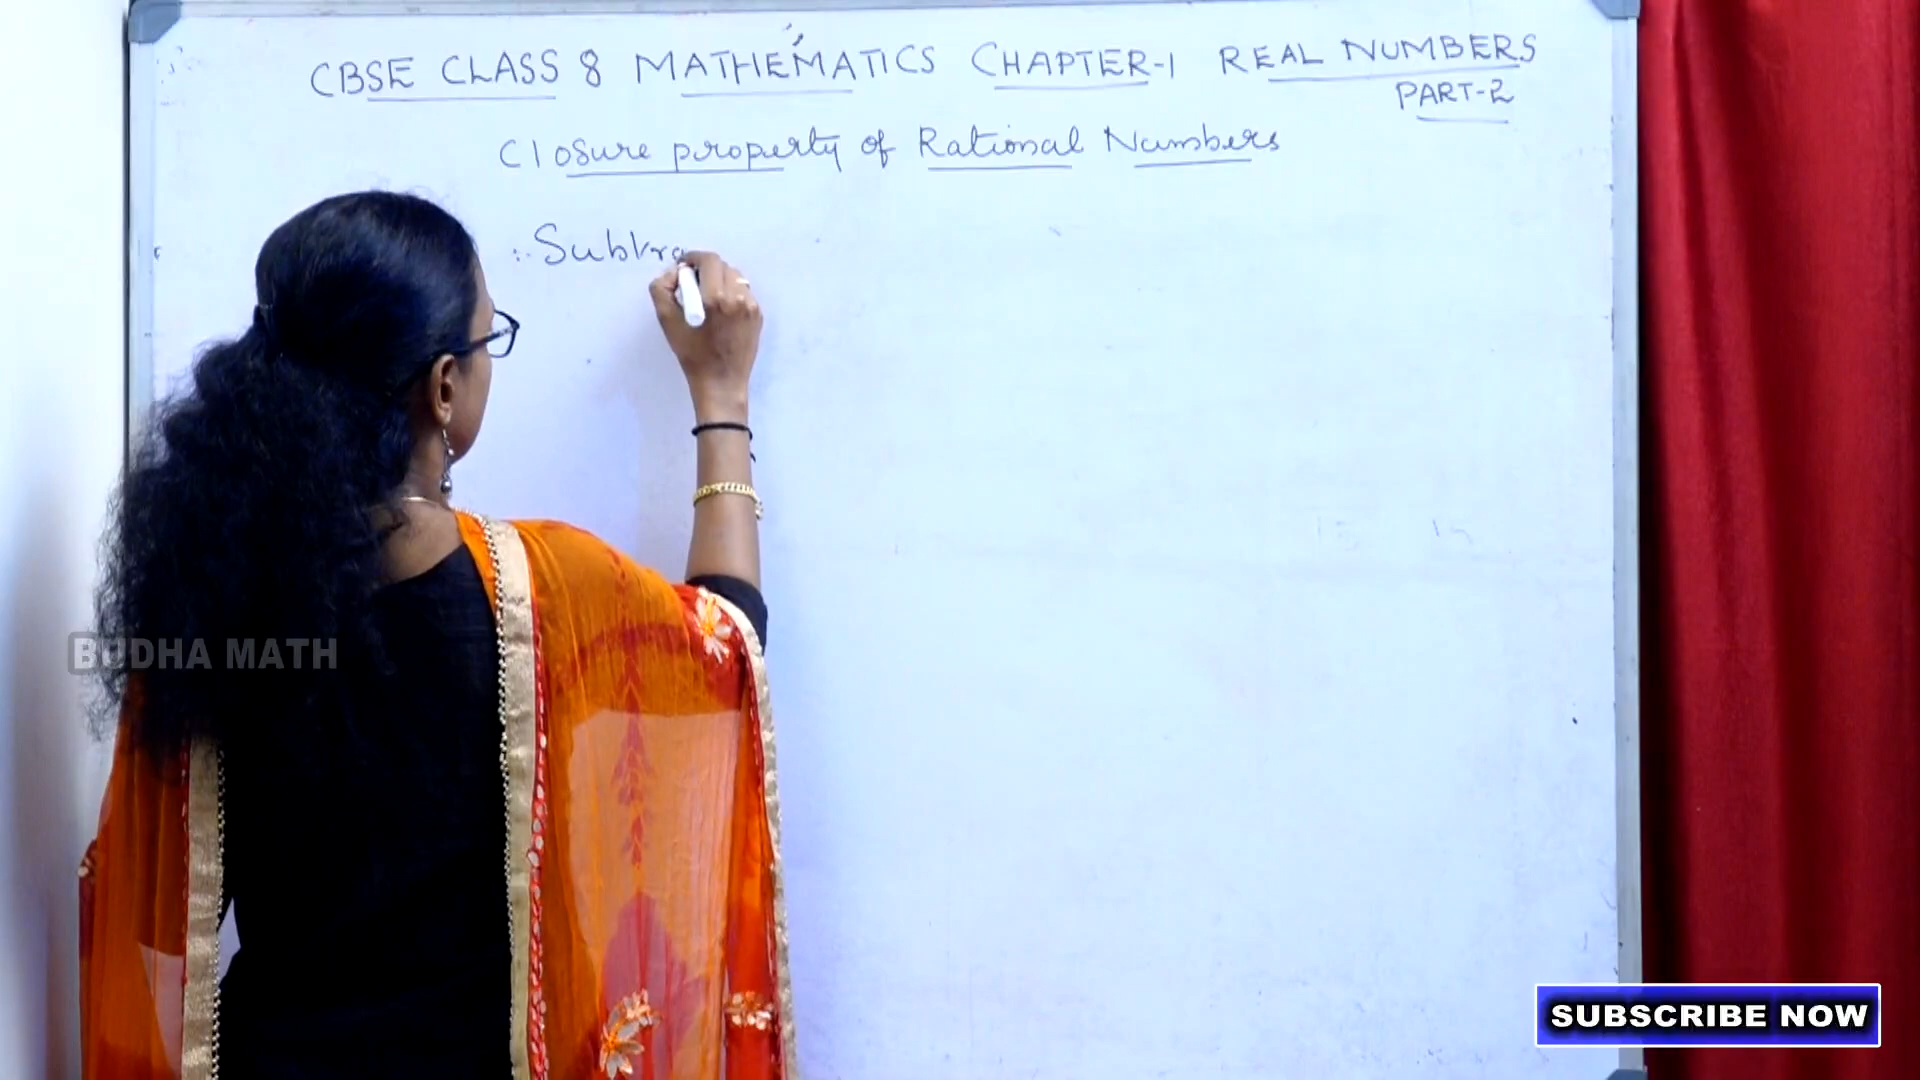 CBSE CLASS 8 MATHEMATICS CHAPTER-1 REAL NUMBERS
PART-2
Closure property of Rational Numbers
:- Subtra
BUDHA MATH
SUBSCRIBE NOW